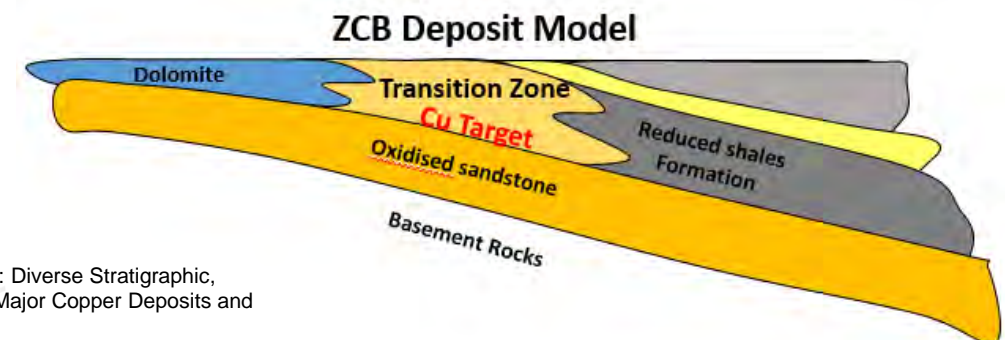 ZCB Deposit Model
Dolomite
Transition Zone
Cu Target
Reduced shales
Formation
Oxidised sandstone
Basement Rocks
: Diverse Stratigraphic,
Major Copper Deposits and